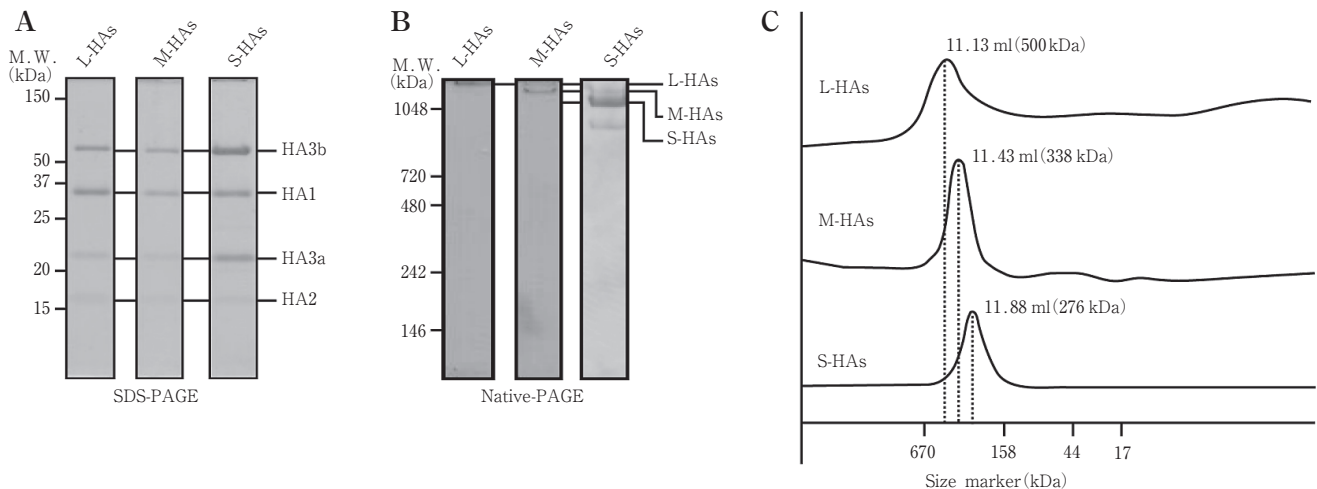 A
L-HAs
M-HAs
S-HAs
M.W.
(kDa)
150
50
37
25
20
15
HA3b
HA1
HA3a
HA2
SDS-PAGE
B
L-HAs
M-HAs
S-HAs
M.W.
(kDa)
1048
720
480
242
146
L-HAs
M-HAs
S-HAs
Native-PAGE
C
11.13 ml(500kDa)
L-HAs
11.43 ml(338 kDa)
M-HAs
11.88 ml(276 kDa)
S-HAs
670 158 44 17
Size marker(kDa)